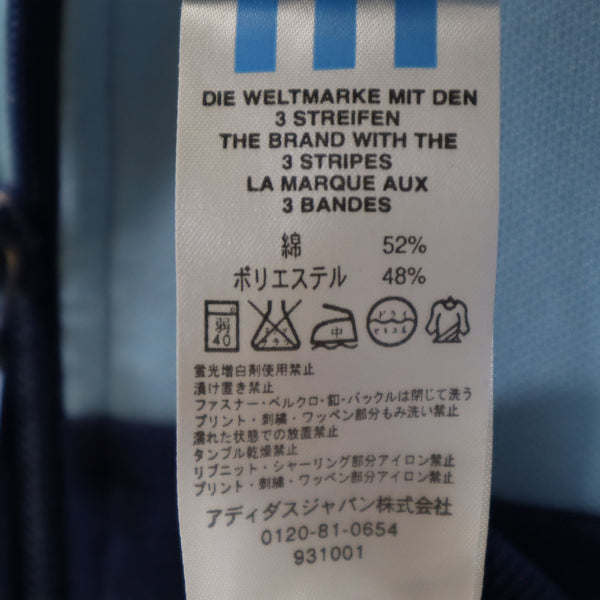 DIE WELTMARKE MIT DEN
3 STREIFEN
THE BRAND WITH THE
3 STRIPES
LA MARQUE AUX
3 BANDES
綿 52%
ポリエステル 48%
弱 中 ドライ
40 セキユ系
蛍光増白剤使用禁止
漬け置き禁止
ファスナー・ベルクロ・釦・バックルは閉じて洗う
プリント・刺繍・ワッペン部分もみ洗い禁止
濡れた状態での放置禁止
タンブル乾燥禁止
リブニット・シャーリング部分アイロン禁止
プリント・刺繍・ワッペン部分アイロン禁止
アディダスジャパン株式会社
0120-81-0654
931001